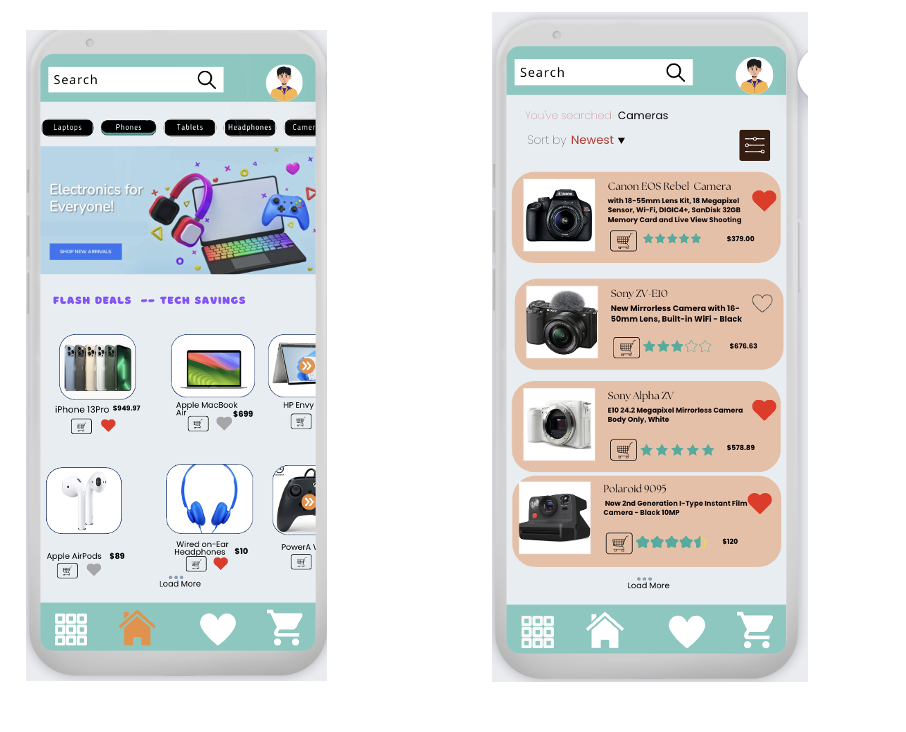 Search
Laptops
Phones
Tablets
Headphones
Camer
Electronics for
Everyone!
SHOP NEW ARRIVALS
FLASH DEALS -- TECH SAVINGS
iPhone 13Pro $949.97
Apple MacBook
Air $699
HP Envy
Apple AirPods $89
Wired on-Ear
Headphones $10
PowerA
Load More
Search
You've searched Cameras
Sort by Newest ▼
Canon EOS Rebel Camera
with 18-55mm Lens Kit, 18 Megapixel
Sensor, Wi-Fi, DIGIC4+, SanDisk 32GB
Memory Card and Live View Shooting
$379.00
Sony ZV-E10
New Mirrorless Camera with 16-
50mm Lens, Built-in WiFi - Black
$676.63
Sony Alpha ZV
E10 24.2 Megapixel Mirrorless Camera
Body Only, White
$578.89
Polaroid 9095
Now 2nd Generation I-Type Instant Film
Camera - Black 10MP
$120
Load More